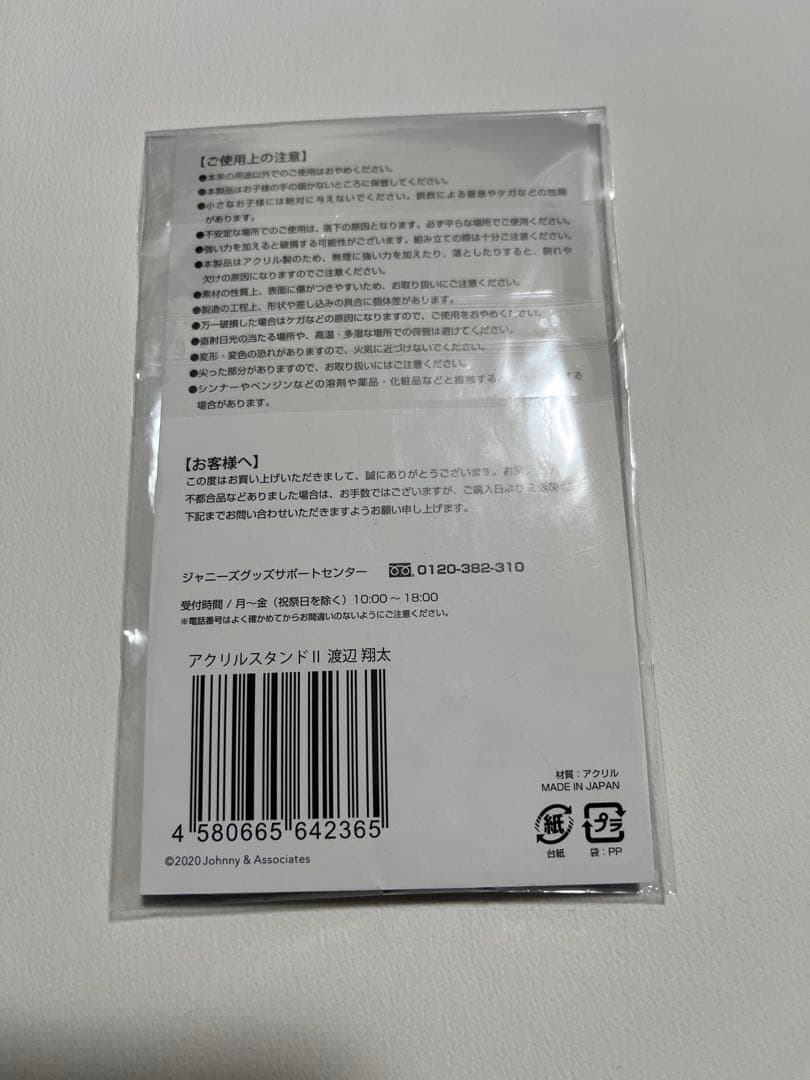 【ご使用上の注意】
●本来の用途以外でのご使用はおやめください。
●本製品はお子様の手の届かないところに保管してください。
●小さなお子様には絶対に与えないでください。誤飲による窒息やケガなどの危険
があります。
●不安定な場所でのご使用は、落下の原因となります。必ず平らな場所でご使用ください。
●強い力を加えると破損する可能性がございます。組み立ての際は十分ご注意ください。
●本製品はアクリル製のため、無理に強い力を加えたり、落としたりすると、割れや
欠けの原因になりますのでご注意ください。
●素材の性質上、表面に傷がつきやすいため、お取り扱いにご注意ください。
●製造の工程上、形状や差し込みの具合に個体差があります。
●万一破損した場合はケガなどの原因になりますので、ご使用をおやめください。
●直射日光の当たる場所や、高温・多湿な場所での保管は避けてください。
●変形・変色の恐れがありますので、火気に近づけないでください。
●尖った部分がありますので、お取り扱いにはご注意ください。
●シンナーやベンジンなどの溶剤や薬品・化粧品などと接触すると する
場合があります。
【お客様へ】
この度はお買い上げいただきまして、誠にありがとうございます。
不都合品などありました場合は、お手数ではございますが、ご購入日より
下記までお問い合わせいただきますようお願い申し上げます。
ジャニーズグッズサポートセンター 0120-382-310
受付時間 / 月～金（祝祭日を除く）10:00 ～ 18:00
※電話番号はよく確かめてからお間違いのないようにご注意ください。
アクリルスタンドⅡ 渡辺 翔太
4 580665 642365
©2020 Johnny & Associates
材質：アクリル
MADE IN JAPAN
紙
プラ
台紙
袋：PP